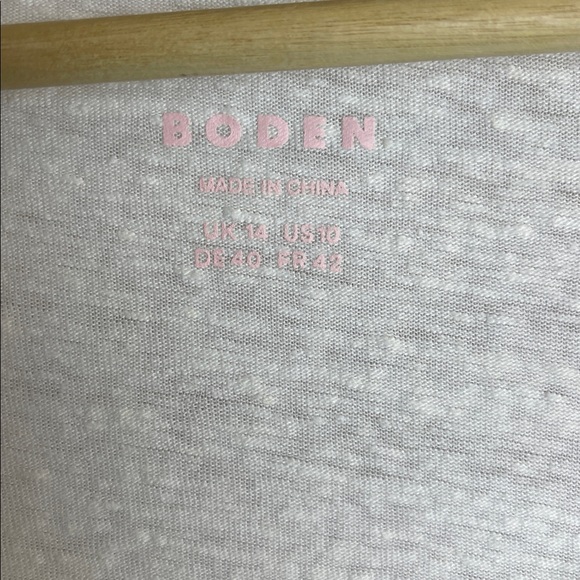 BODEN
MADE IN CHINA
UK 14 US 10
DE 40 FR 42